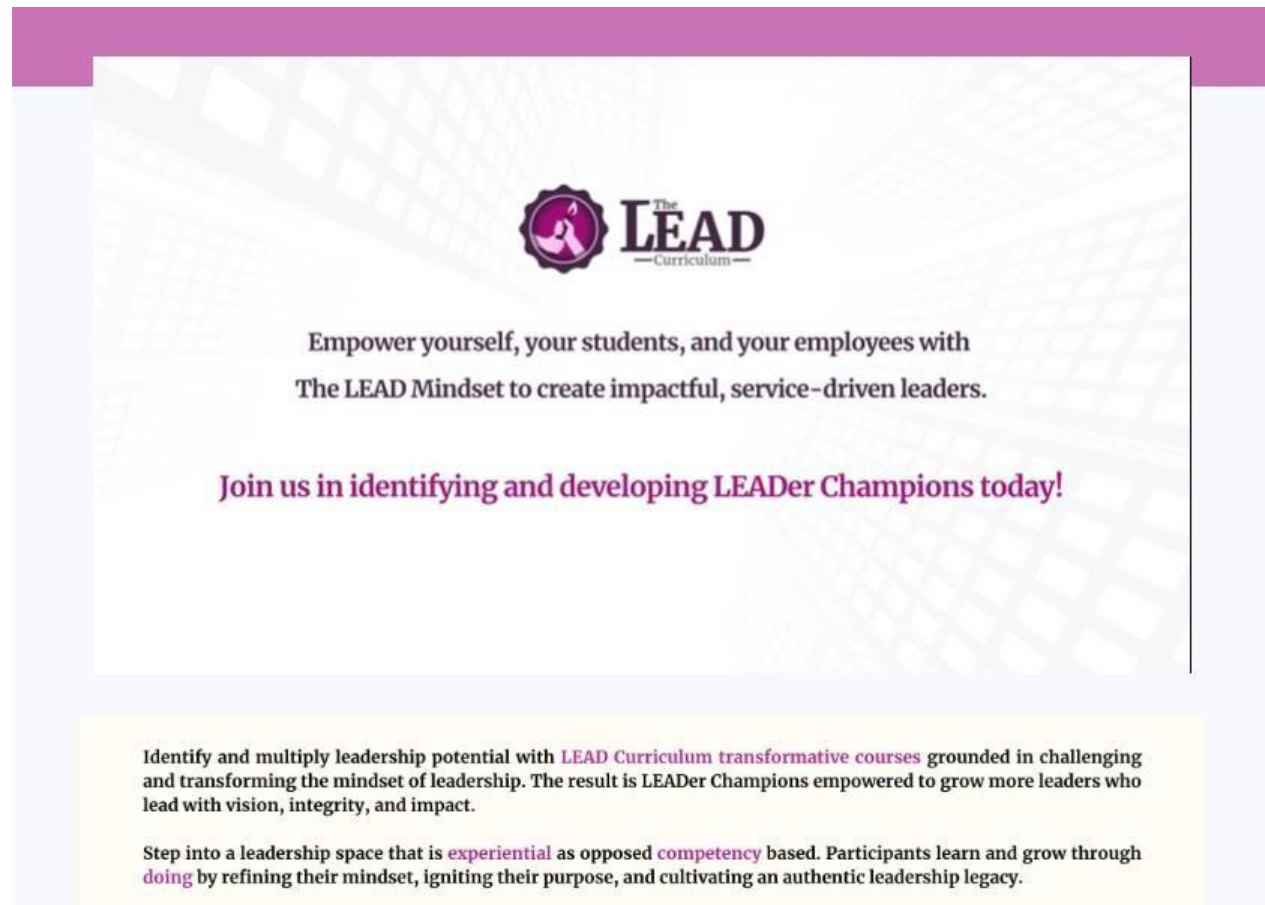 The
LEAD
Curriculum
Empower yourself, your students, and your employees with
The LEAD Mindset to create impactful, service-driven leaders.
Join us in identifying and developing LEADer Champions today!
Identify and multiply leadership potential with LEAD Curriculum transformative courses grounded in challenging
and transforming the mindset of leadership. The result is LEADer Champions empowered to grow more leaders who
lead with vision, integrity, and impact.
Step into a leadership space that is experiential as opposed competency based. Participants learn and grow through
doing by refining their mindset, igniting their purpose, and cultivating an authentic leadership legacy.